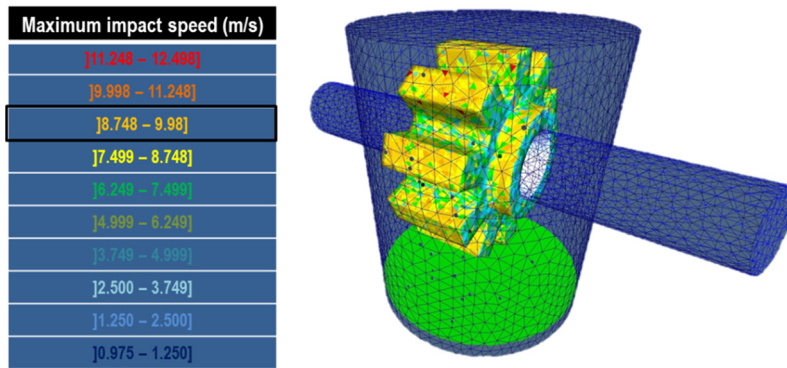 Maximum impact speed (m/s)
]11.248 – 12.498]
]9.998 – 11.248]
]8.748 – 9.98]
]7.499 – 8.748]
]6.249 – 7.499]
]4.999 – 6.249]
]3.749 – 4.999]
]2.500 – 3.749]
]1.250 – 2.500]
]0.975 – 1.250]